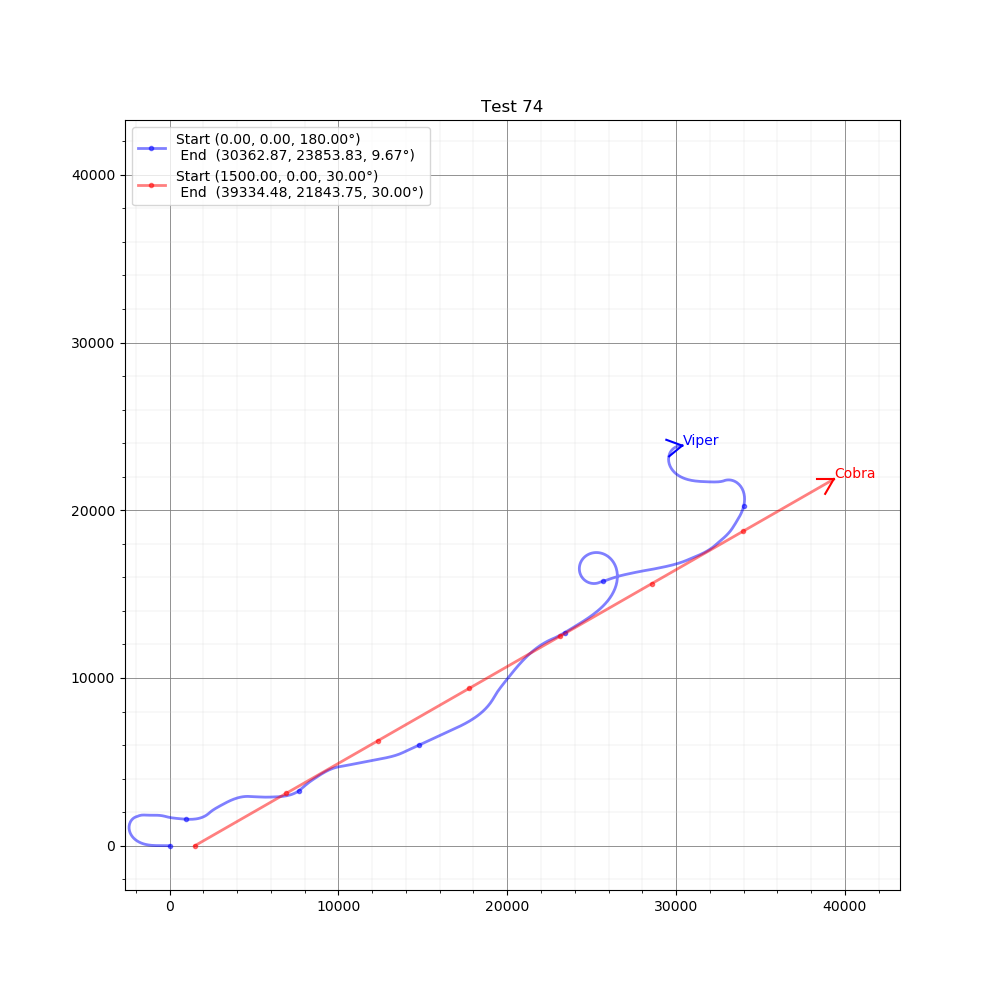 Test 74
Start (0.00, 0.00, 180.00°)
End  (30362.87, 23853.83, 9.67°)
Start (1500.00, 0.00, 30.00°)
End  (39334.48, 21843.75, 30.00°)
40000
30000
20000
10000
0
Viper
Cobra
0
10000
20000
30000
40000